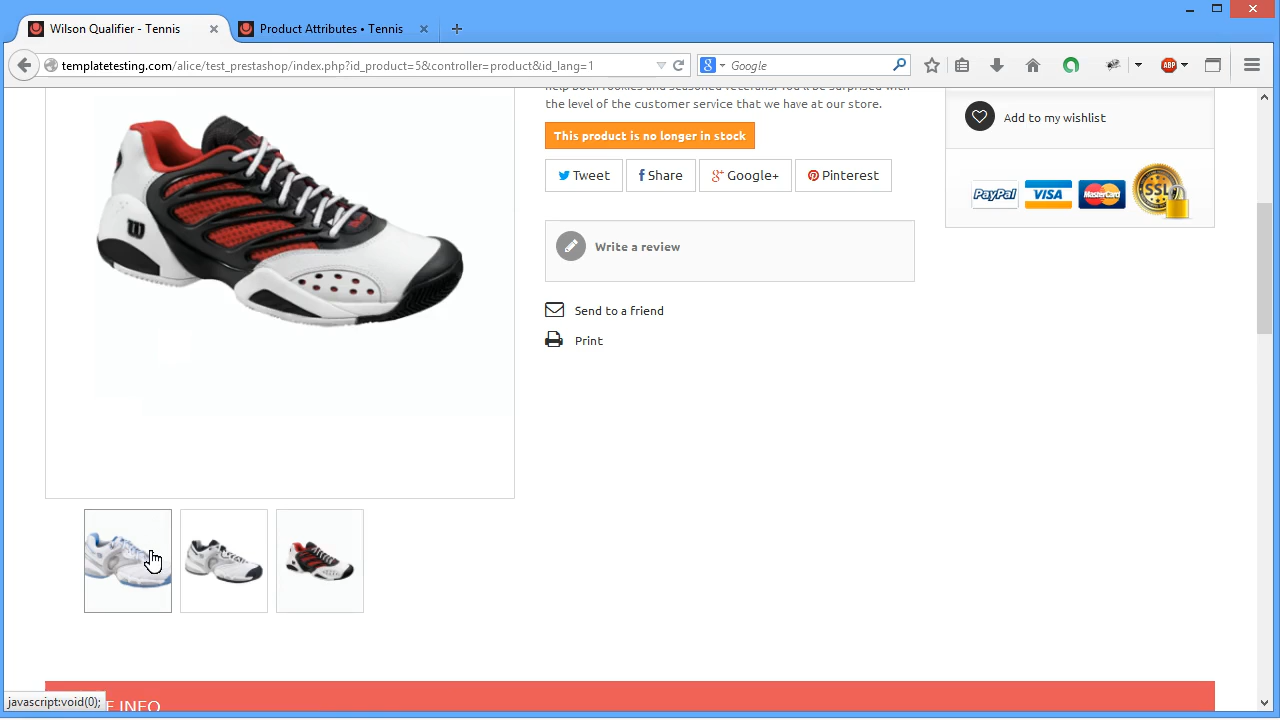 Wilson Qualifier - Tennis
Product Attributes • Tennis
templatetesting.com/alice/test_prestashop/index.php?id_product=5&controller=product&id_lang=1
Google
ABP
the level of the customer service that we have at our store.
This product is no longer in stock
Tweet
Share
Google+
Pinterest
Write a review
Send to a friend
Print
Add to my wishlist
PayPal
VISA
MasterCard
SSL
javascript:void(0);
E INFO